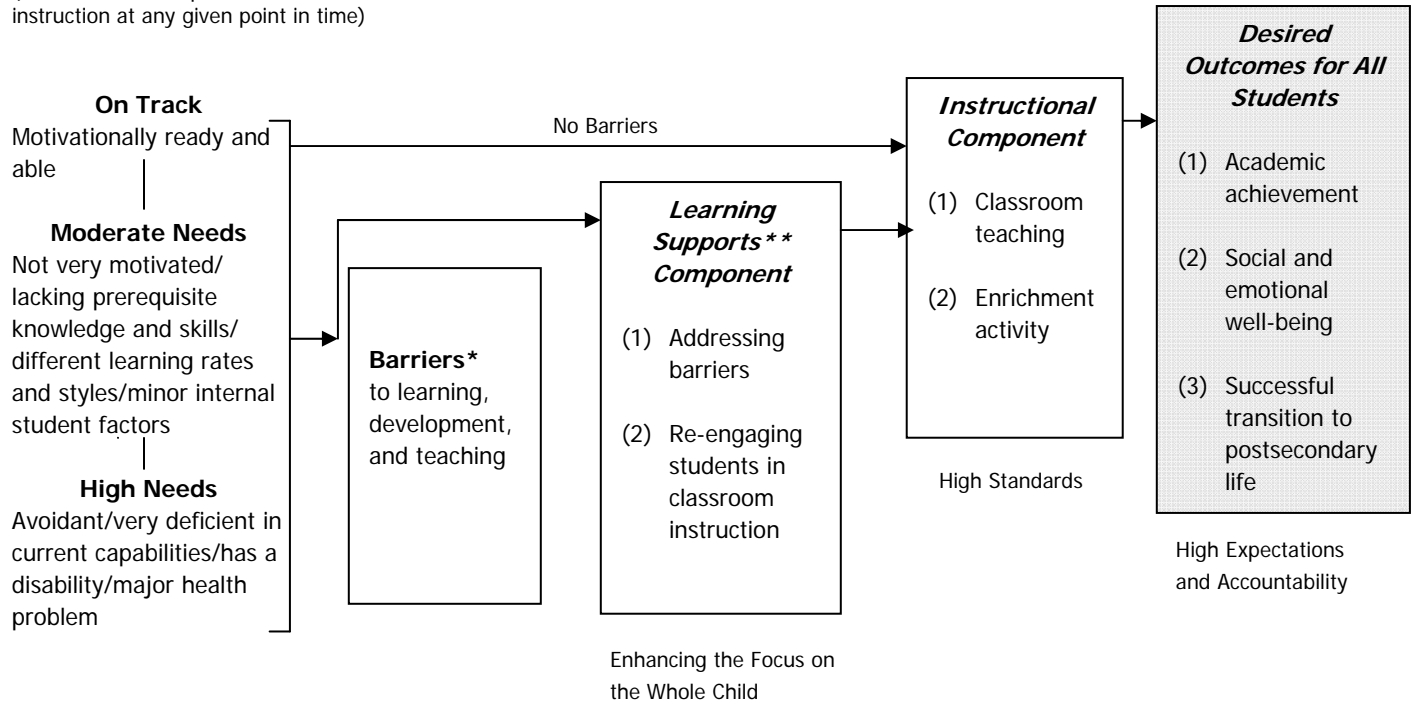 instruction at any given point in time)
On Track
Motivationally ready and
able
Moderate Needs
Not very motivated/
lacking prerequisite
knowledge and skills/
different learning rates
and styles/minor internal
student factors
High Needs
Avoidant/very deficient in
current capabilities/has a
disability/major health
problem
No Barriers
Barriers*
to learning,
development,
and teaching
Learning
Supports**
Component
(1) Addressing
barriers
(2) Re-engaging
students in
classroom
instruction
Enhancing the Focus on
the Whole Child
Instructional
Component
(1) Classroom
teaching
(2) Enrichment
activity
High Standards
Desired
Outcomes for All
Students
(1) Academic
achievement
(2) Social and
emotional
well-being
(3) Successful
transition to
postsecondary
life
High Expectations
and Accountability